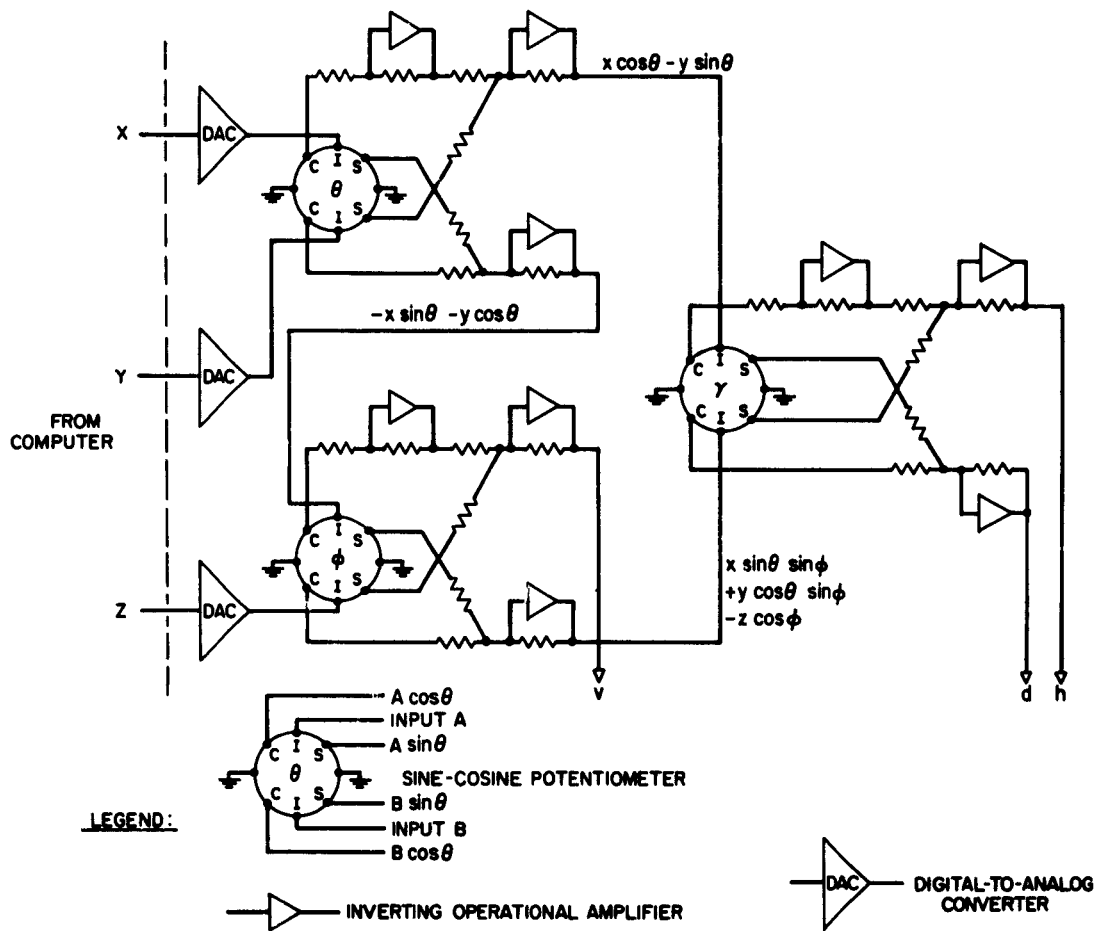 x cosθ - y sinθ
X
DAC
C I S
θ
C I S
-x sinθ -y cosθ
Y
DAC
FROM
COMPUTER
C I S
γ
C I S
C I S
ϕ
C I S
Z
DAC
x sinθ sinϕ
+y cosθ sinϕ
-z cosϕ
v
d
h
A cosθ
INPUT A
A sinθ
C I S
θ
C I S
SINE-COSINE POTENTIOMETER
B sinθ
INPUT B
B cosθ
LEGEND:
INVERTING OPERATIONAL AMPLIFIER
DAC
DIGITAL-TO-ANALOG
CONVERTER